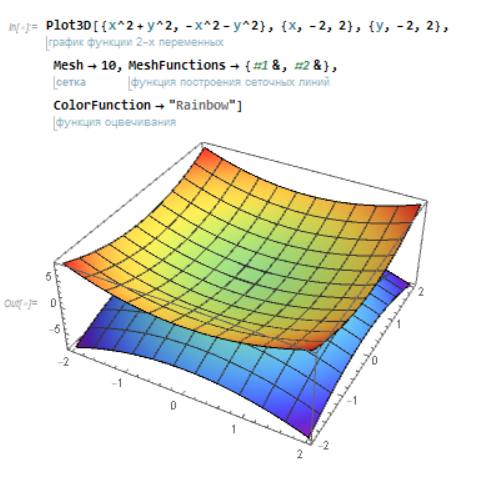 In[•]:= Plot3D[{x^2 + y^2, -x^2 - y^2}, {x, -2, 2}, {y, -2, 2},
график функции 2-х переменных
Mesh → 10, MeshFunctions → {#1 &, #2 &},
сетка функция построения сеточных линий
ColorFunction → "Rainbow"]
функция оцвечивания
Out[•]=
5
0
-5
-2
-1
0
1
2
-2
-1
0
1
2